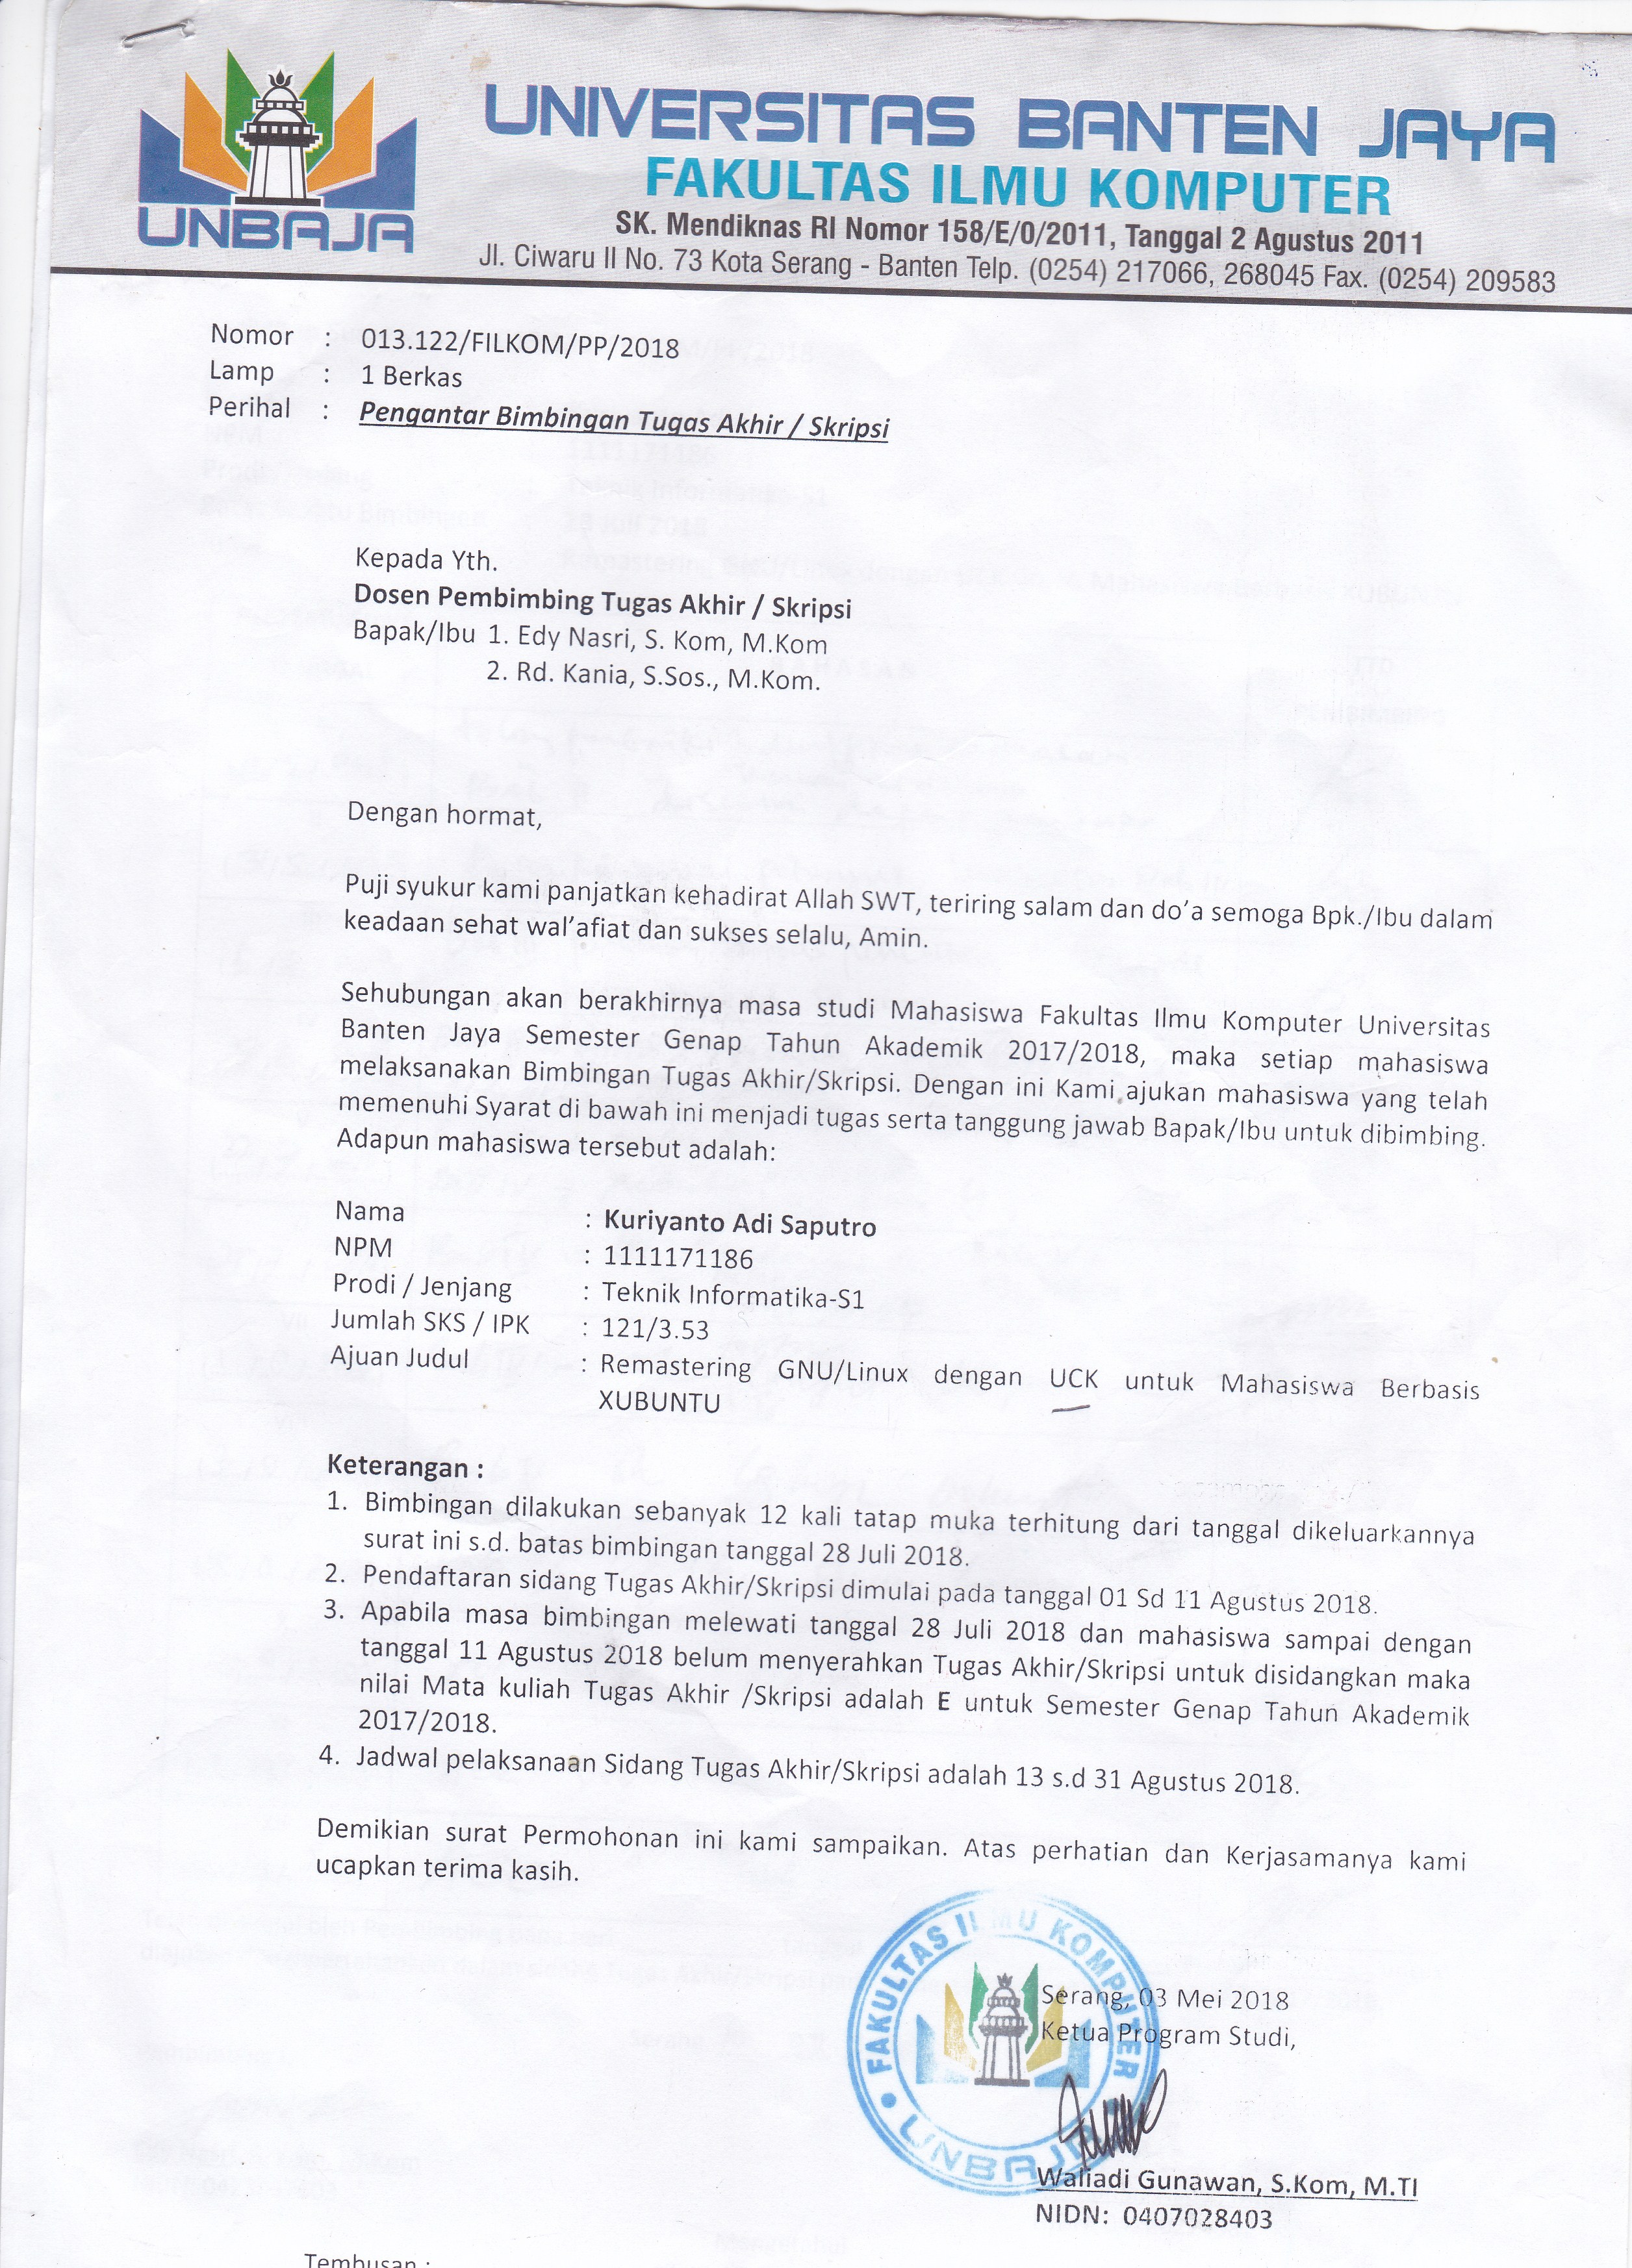 UNBAJA
UNIVERSITAS BANTEN JAYA
FAKULTAS ILMU KOMPUTER
SK. Mendiknas RI Nomor 158/E/0/2011, Tanggal 2 Agustus 2011
Jl. Ciwaru II No. 73 Kota Serang - Banten Telp. (0254) 217066, 268045 Fax. (0254) 209583
Nomor : 013.122/FILKOM/PP/2018
Lamp : 1 Berkas
Perihal : Pengantar Bimbingan Tugas Akhir / Skripsi
Kepada Yth.
Dosen Pembimbing Tugas Akhir / Skripsi
Bapak/Ibu 1. Edy Nasri, S. Kom, M.Kom
2. Rd. Kania, S.Sos., M.Kom.
Dengan hormat,
Puji syukur kami panjatkan kehadirat Allah SWT, teriring salam dan do'a semoga Bpk./Ibu dalam
keadaan sehat wal'afiat dan sukses selalu, Amin.
Sehubungan akan berakhirnya masa studi Mahasiswa Fakultas Ilmu Komputer Universitas
Banten Jaya Semester Genap Tahun Akademik 2017/2018, maka setiap mahasiswa
melaksanakan Bimbingan Tugas Akhir/Skripsi. Dengan ini Kami ajukan mahasiswa yang telah
memenuhi Syarat di bawah ini menjadi tugas serta tanggung jawab Bapak/Ibu untuk dibimbing.
Adapun mahasiswa tersebut adalah:
Nama : Kuriyanto Adi Saputro
NPM : 1111171186
Prodi / Jenjang : Teknik Informatika-S1
Jumlah SKS / IPK : 121/3.53
Ajuan Judul : Remastering GNU/Linux dengan UCK untuk Mahasiswa Berbasis
XUBUNTU
Keterangan :
1. Bimbingan dilakukan sebanyak 12 kali tatap muka terhitung dari tanggal dikeluarkannya
surat ini s.d. batas bimbingan tanggal 28 Juli 2018.
2. Pendaftaran sidang Tugas Akhir/Skripsi dimulai pada tanggal 01 Sd 11 Agustus 2018.
3. Apabila masa bimbingan melewati tanggal 28 Juli 2018 dan mahasiswa sampai dengan
tanggal 11 Agustus 2018 belum menyerahkan Tugas Akhir/Skripsi untuk disidangkan maka
nilai Mata kuliah Tugas Akhir /Skripsi adalah E untuk Semester Genap Tahun Akademik
2017/2018.
4. Jadwal pelaksanaan Sidang Tugas Akhir/Skripsi adalah 13 s.d 31 Agustus 2018.
Demikian surat Permohonan ini kami sampaikan. Atas perhatian dan Kerjasamanya kami
ucapkan terima kasih.
FAKULTAS ILMU KOMPUTER
UNBAJA
Serang, 03 Mei 2018
Ketua Program Studi,
Waliadi Gunawan, S.Kom, M.TI
NIDN: 0407028403
Tembusan :